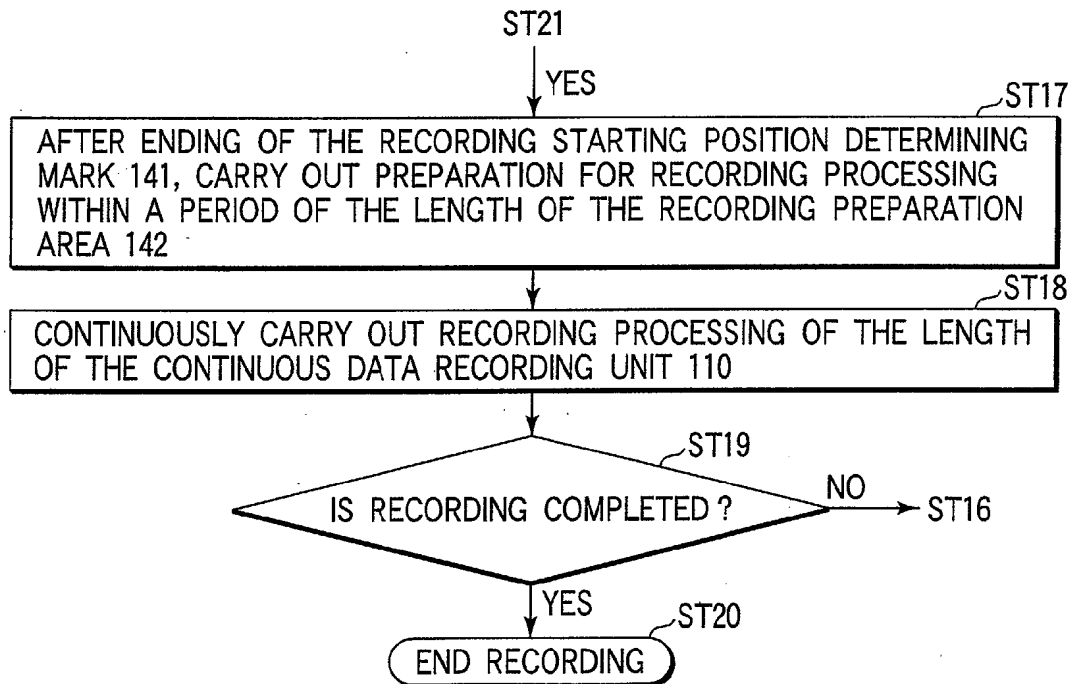 ST21
YES
ST17
AFTER ENDING OF THE RECORDING STARTING POSITION DETERMINING
MARK 141, CARRY OUT PREPARATION FOR RECORDING PROCESSING
WITHIN A PERIOD OF THE LENGTH OF THE RECORDING PREPARATION
AREA 142
ST18
CONTINUOUSLY CARRY OUT RECORDING PROCESSING OF THE LENGTH
OF THE CONTINUOUS DATA RECORDING UNIT 110
ST19
IS RECORDING COMPLETED ?
NO
ST16
YES
ST20
END RECORDING